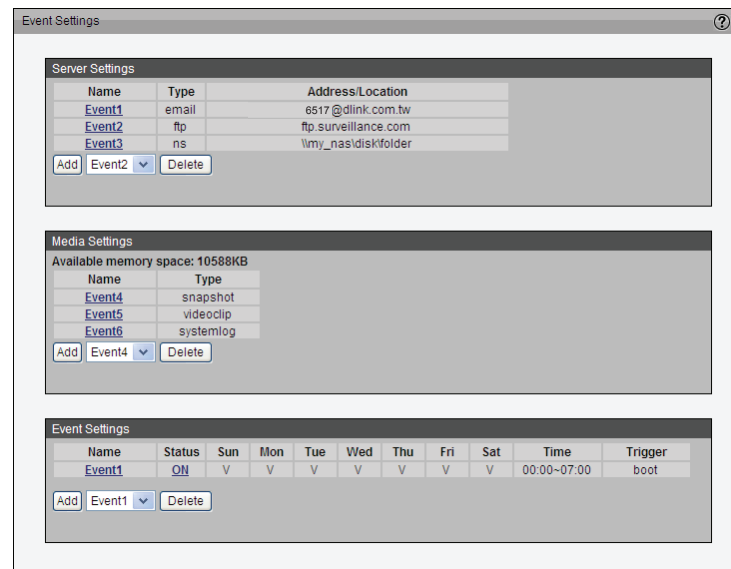 Event Settings ?
Server Settings
Name Type Address/Location
Event1 email 6517@dlink.com.tw
Event2 ftp ftp.surveillance.com
Event3 ns \\my_nas\disk\folder
Add Event2 Delete
Media Settings
Available memory space: 10588KB
Name Type
Event4 snapshot
Event5 videoclip
Event6 systemlog
Add Event4 Delete
Event Settings
Name Status Sun Mon Tue Wed Thu Fri Sat Time Trigger
Event1 ON V V V V V V V 00:00~07:00 boot
Add Event1 Delete